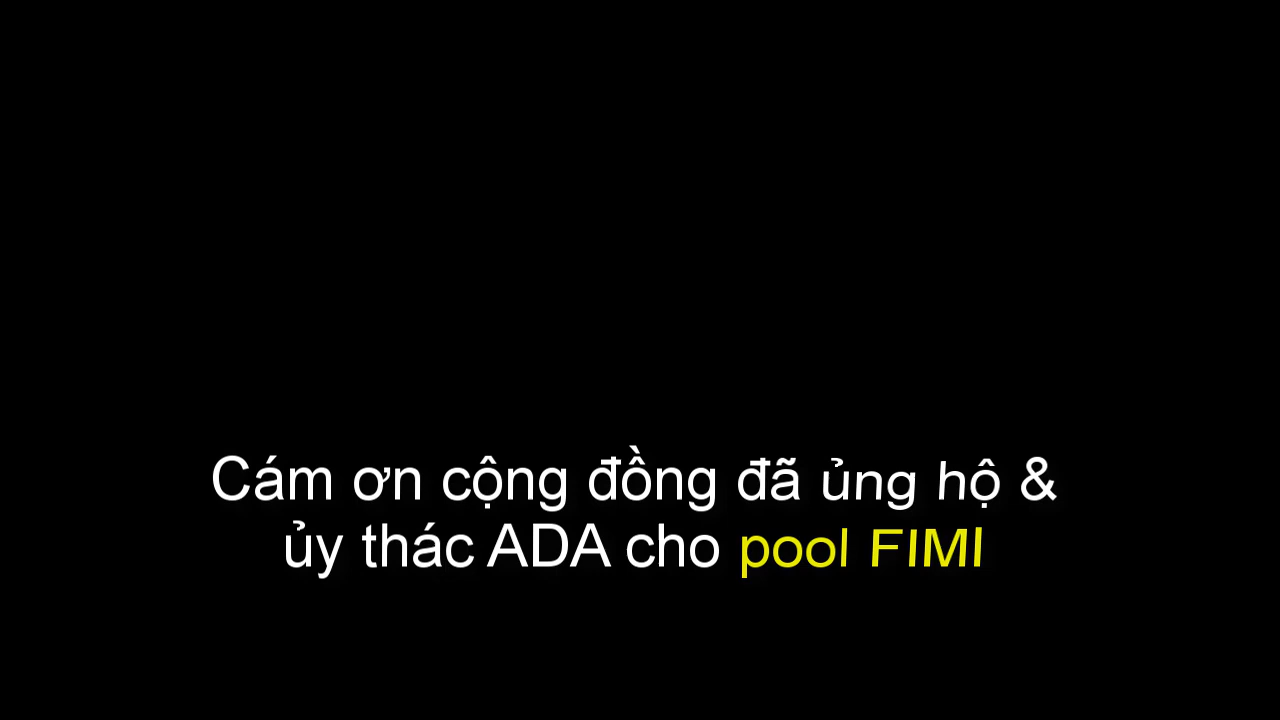 Cám ơn cộng đồng đã ủng hộ &
ủy thác ADA cho pool FIMI